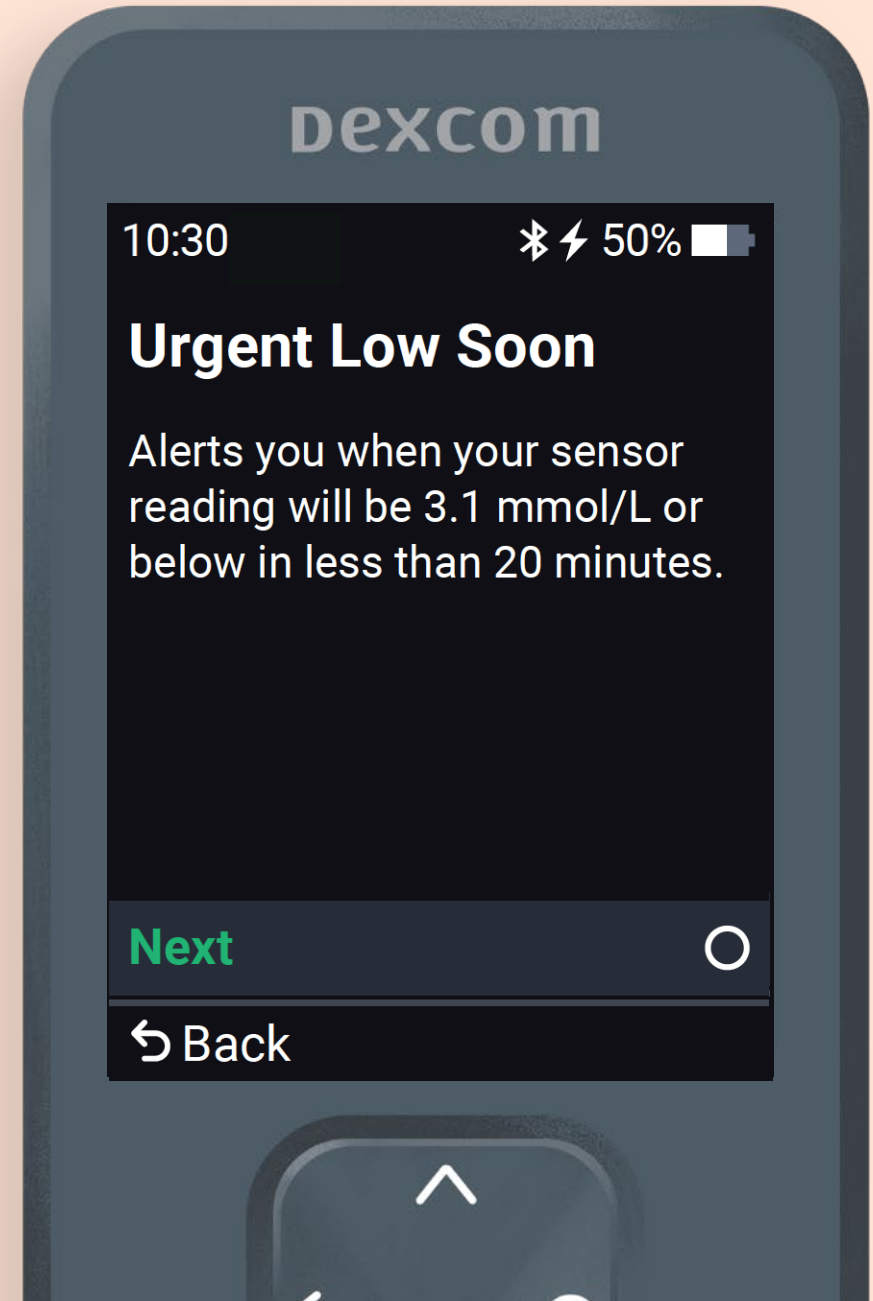 Dexcom
10:30 50%
Urgent Low Soon
Alerts you when your sensor
reading will be 3.1 mmol/L or
below in less than 20 minutes.
Next
Back